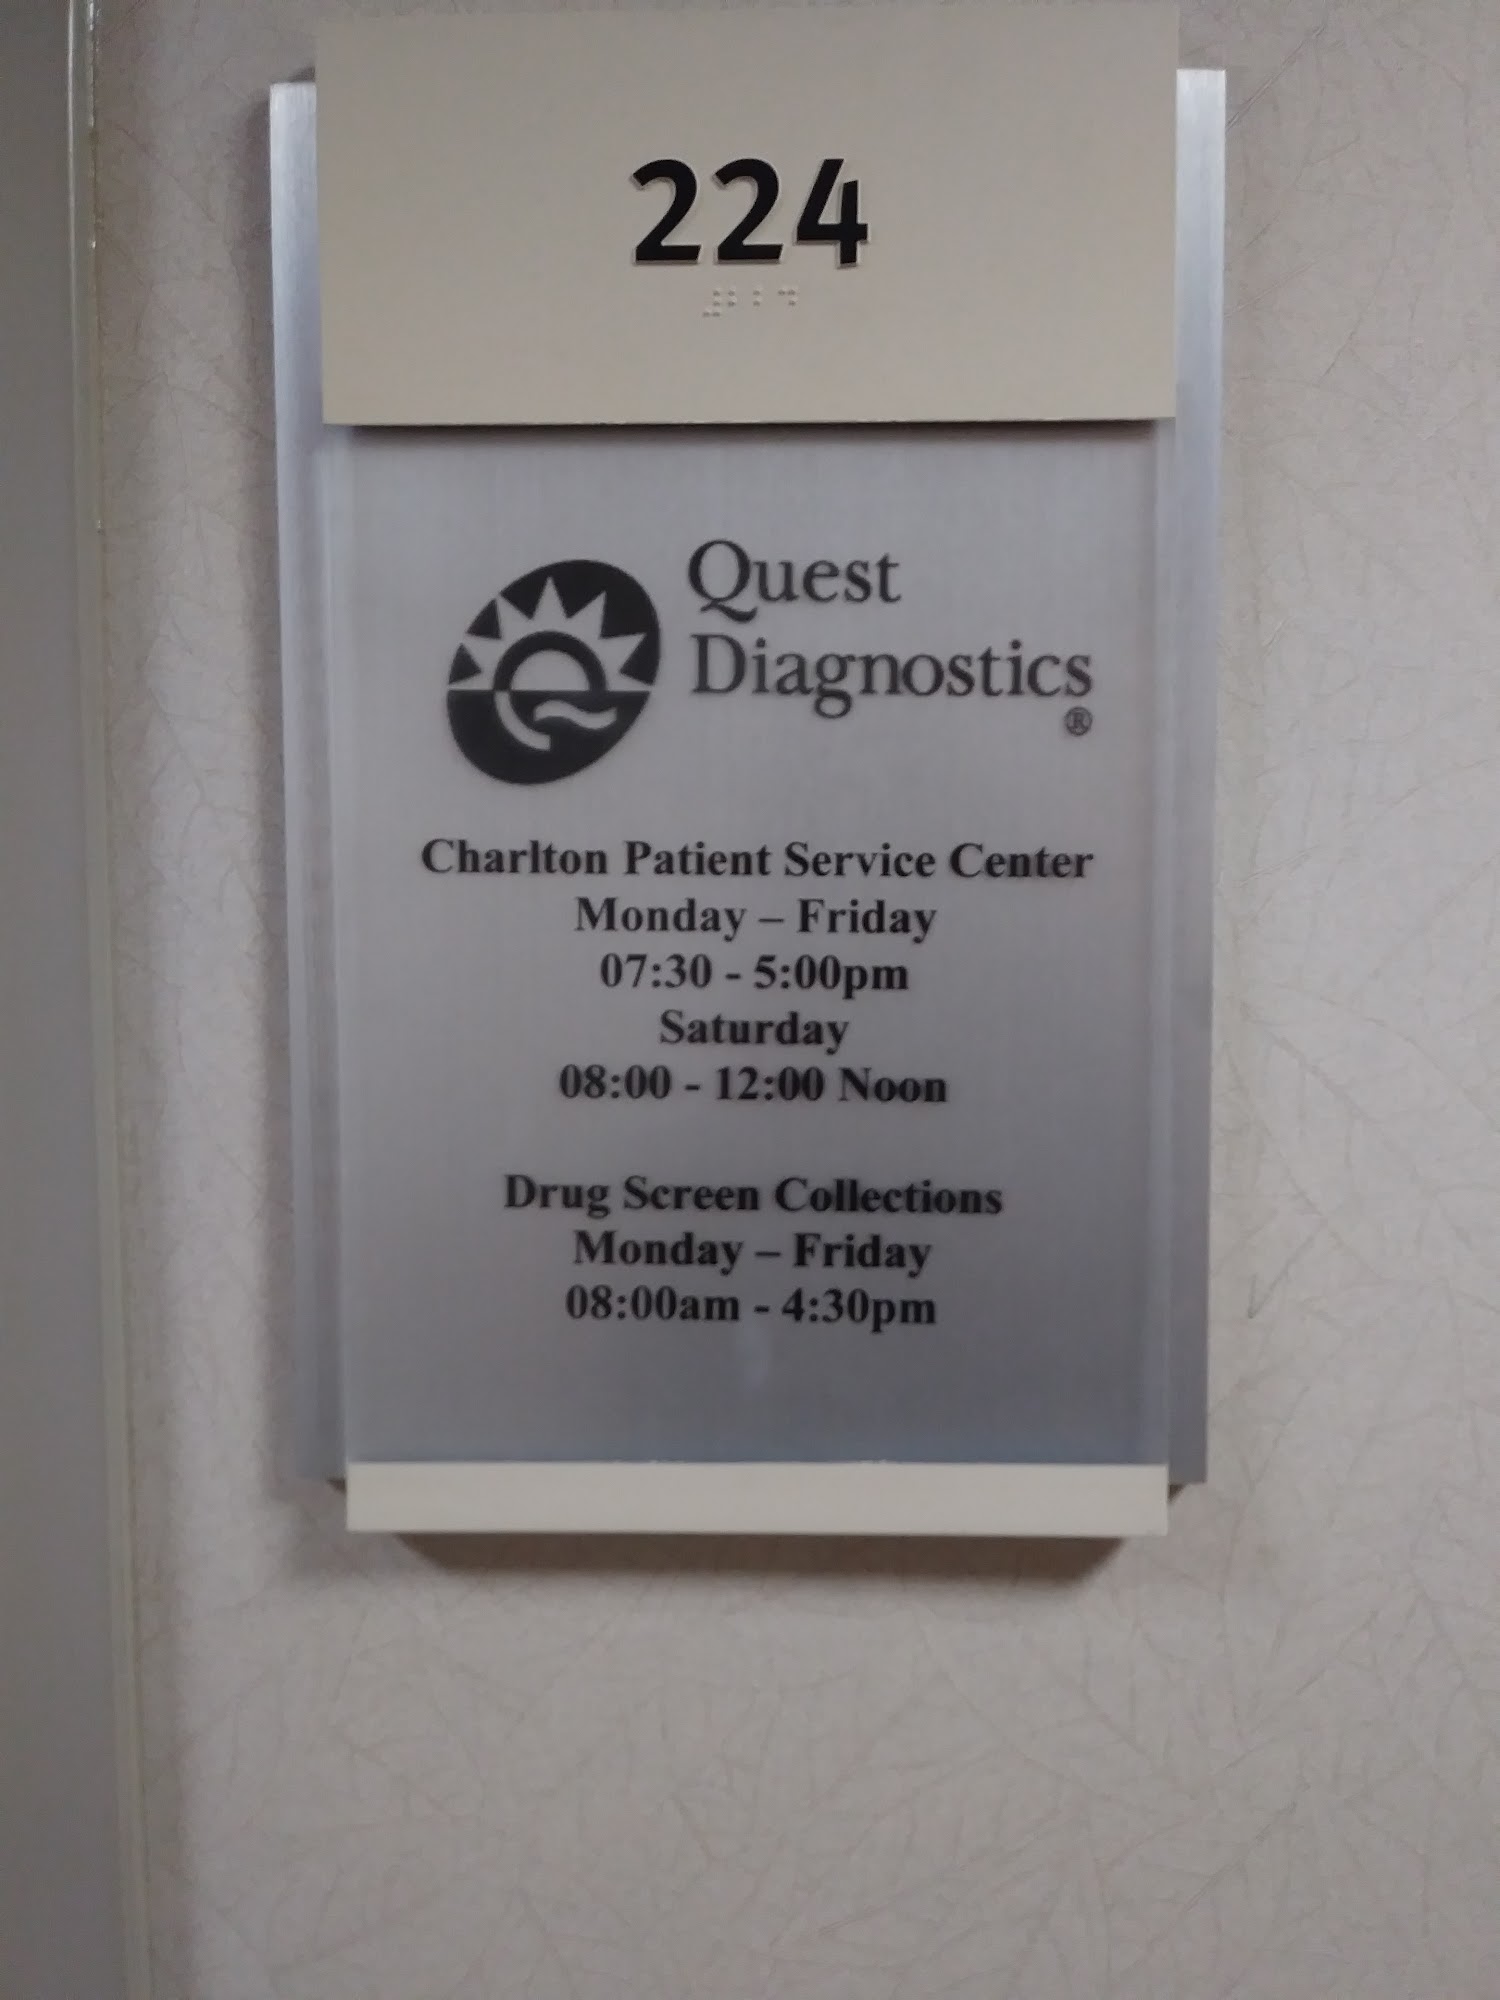 224
Quest
Diagnostics
®
Charlton Patient Service Center
Monday – Friday
07:30 - 5:00pm
Saturday
08:00 - 12:00 Noon
Drug Screen Collections
Monday – Friday
08:00am - 4:30pm